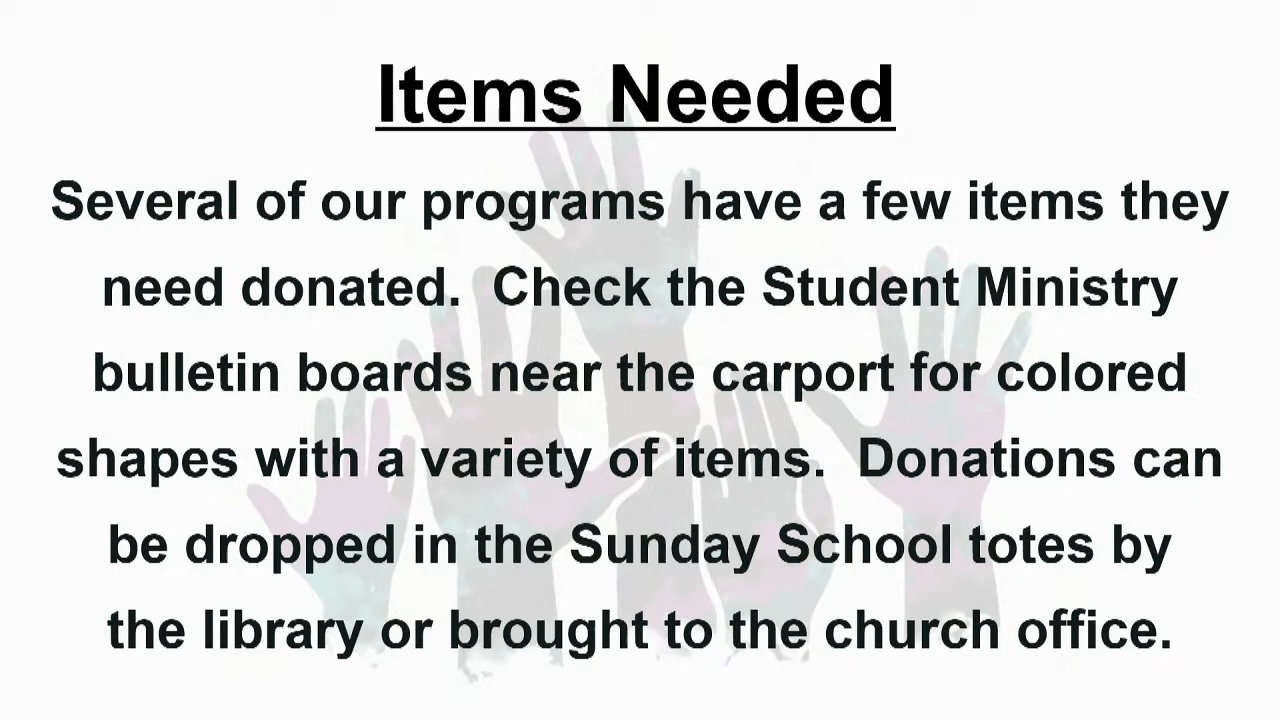 Items Needed
Several of our programs have a few items they
need donated.  Check the Student Ministry
bulletin boards near the carport for colored
shapes with a variety of items.  Donations can
be dropped in the Sunday School totes by
the library or brought to the church office.